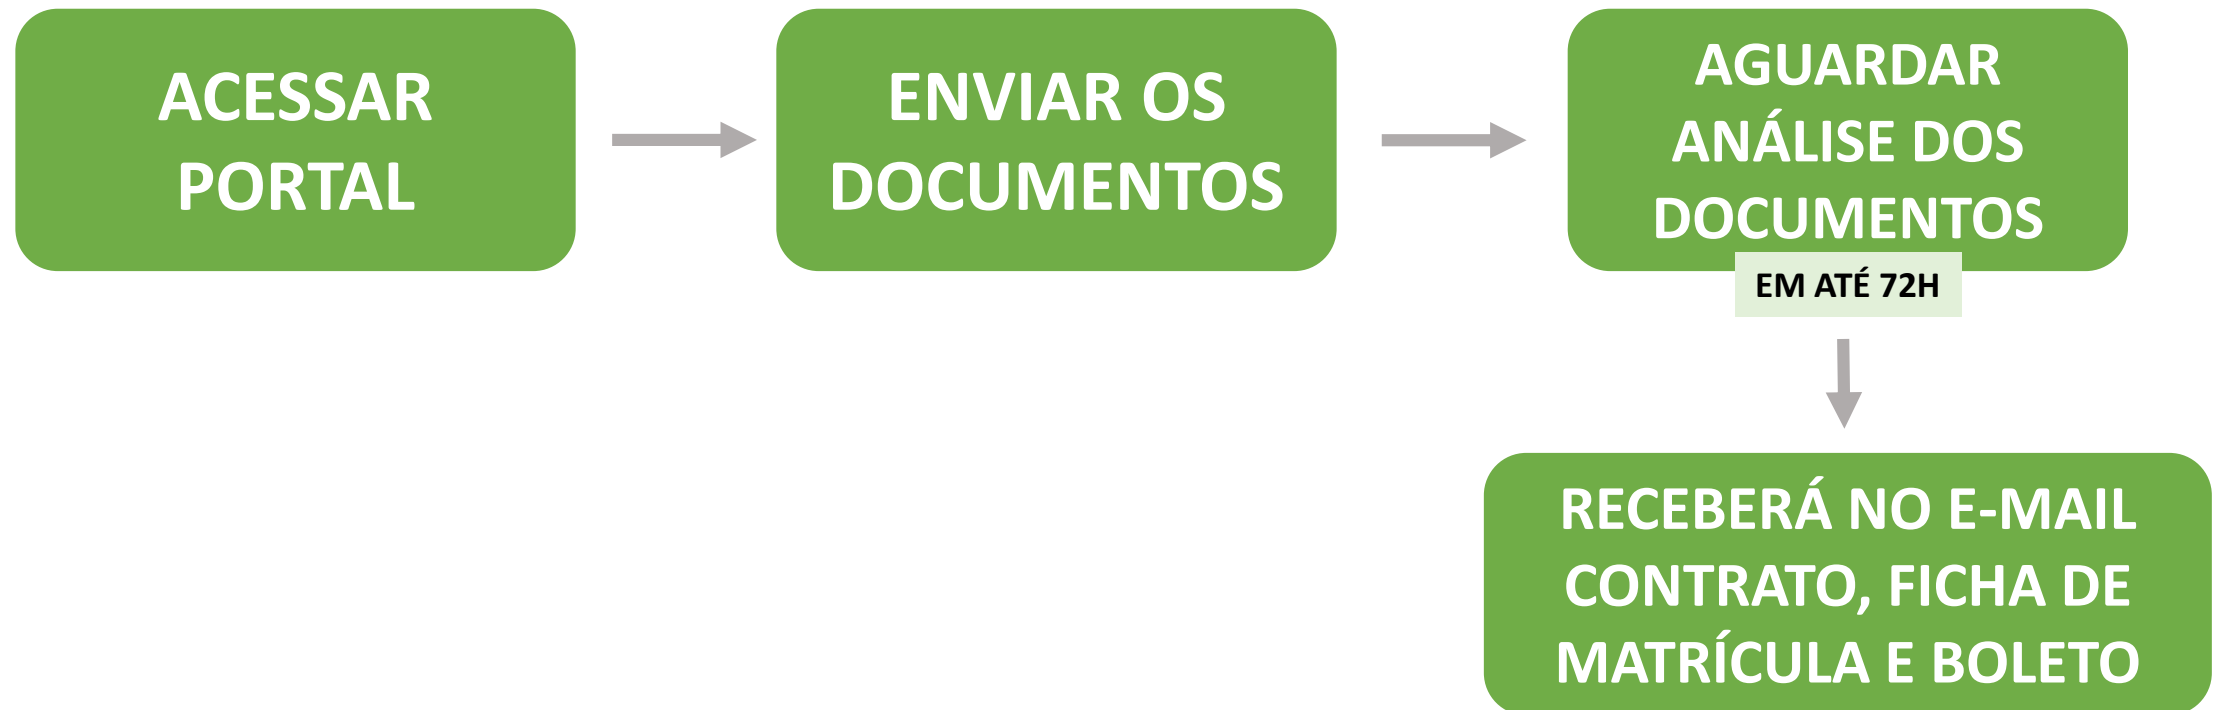 ACESSAR
PORTAL
ENVIAR OS
DOCUMENTOS
AGUARDAR
ANÁLISE DOS
DOCUMENTOS
EM ATÉ 72H
RECEBERÁ NO E-MAIL
CONTRATO, FICHA DE
MATRÍCULA E BOLETO